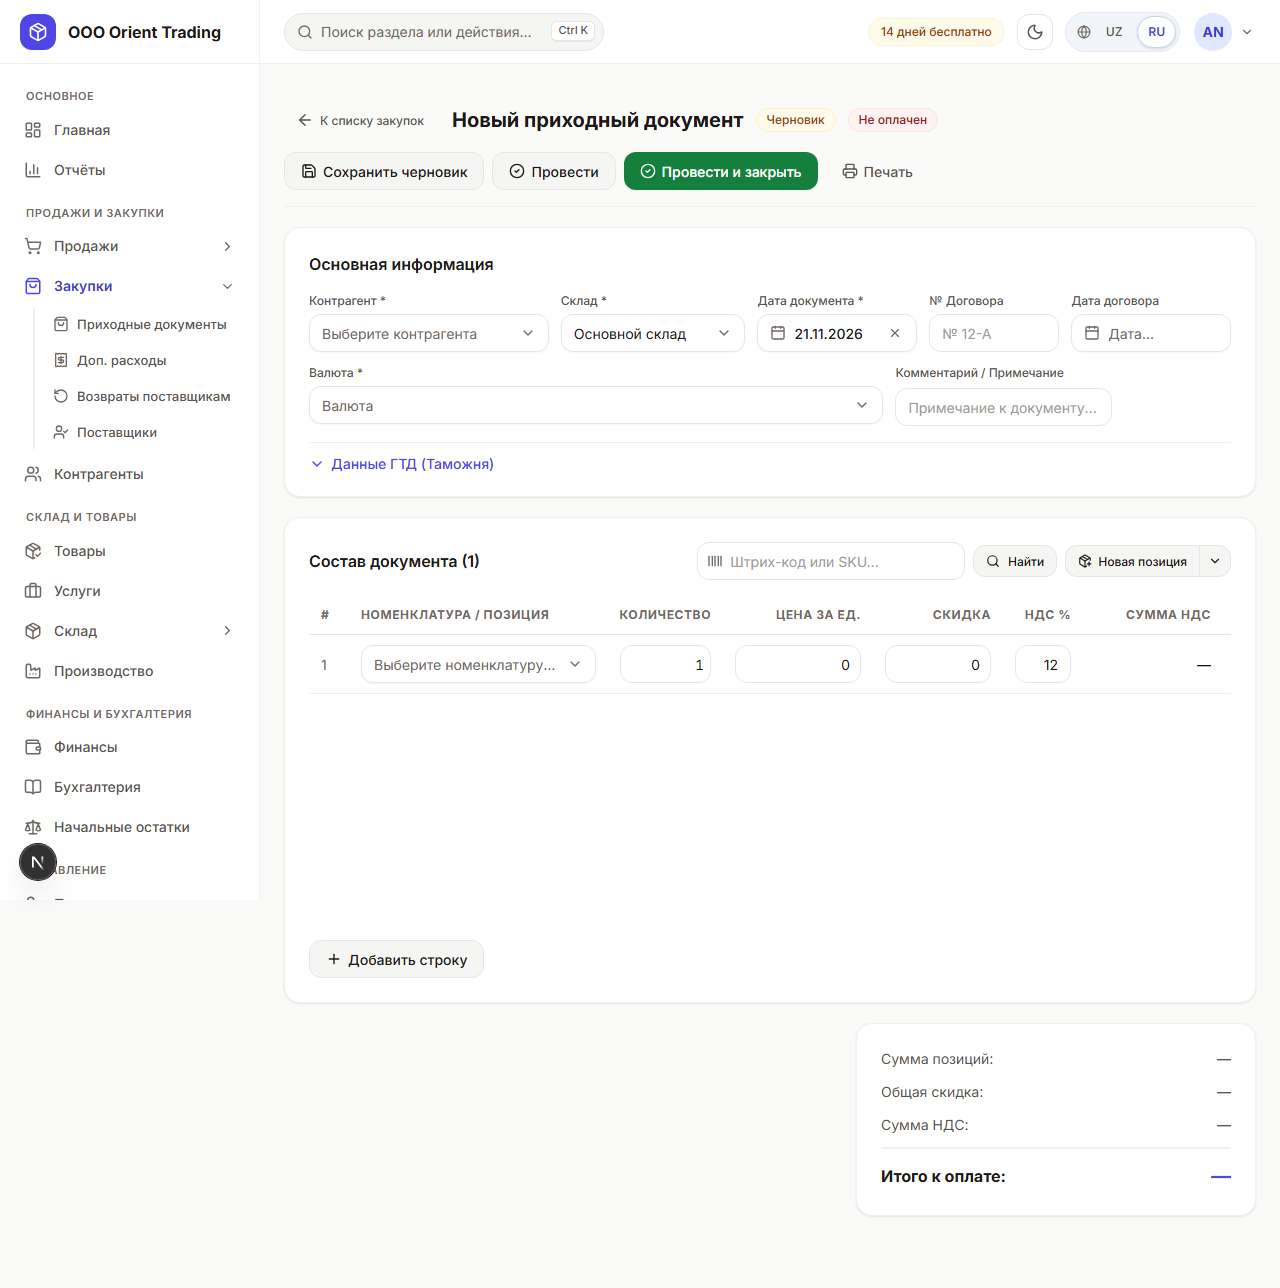 ООО Orient Trading
Поиск раздела или действия...
Ctrl K
14 дней бесплатно
UZ
RU
AN
ОСНОВНОЕ
Главная
Отчёты
ПРОДАЖИ И ЗАКУПКИ
Продажи
Закупки
Приходные документы
Доп. расходы
Возвраты поставщикам
Поставщики
Контрагенты
СКЛАД И ТОВАРЫ
Товары
Услуги
Склад
Производство
ФИНАНСЫ И БУХГАЛТЕРИЯ
Финансы
Бухгалтерия
Начальные остатки
N
АВЛЕНИЕ
К списку закупок
Новый приходный документ
Черновик
Не оплачен
Сохранить черновик
Провести
Провести и закрыть
Печать
Основная информация
Контрагент *
Склад *
Дата документа *
№ Договора
Дата договора
Выберите контрагента
Основной склад
21.11.2026
№ 12-А
Дата...
Валюта *
Комментарий / Примечание
Валюта
Примечание к документу...
Данные ГТД (Таможня)
Состав документа (1)
Штрих-код или SKU...
Найти
Новая позиция
# НОМЕНКЛАТУРА / ПОЗИЦИЯ КОЛИЧЕСТВО ЦЕНА ЗА ЕД. СКИДКА НДС % СУММА НДС
1 Выберите номенклатуру... 1 0 0 12 —
Добавить строку
Сумма позиций: —
Общая скидка: —
Сумма НДС: —
Итого к оплате: —